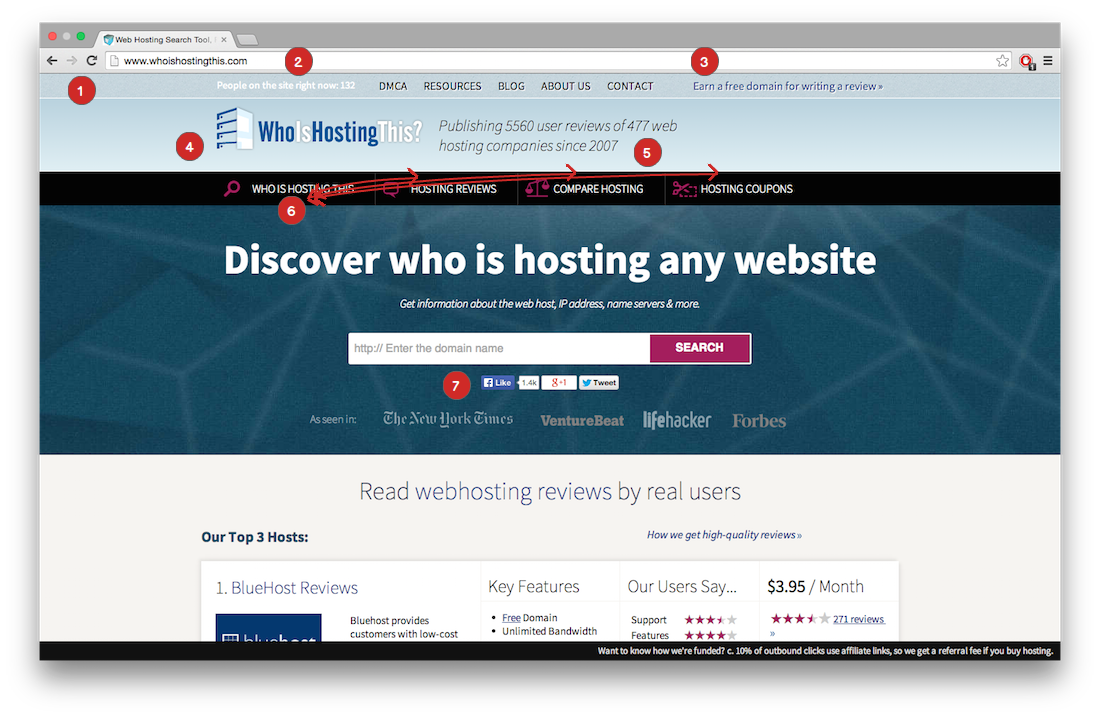 Web Hosting Search Tool,
www.whoishostingthis.com
2
3
1
People on the site right now: 132
DMCA RESOURCES BLOG ABOUT US CONTACT
Earn a free domain for writing a review »
4
WhoIsHostingThis?
Publishing 5560 user reviews of 477 web
hosting companies since 2007
5
WHO IS HOSTING THIS HOSTING REVIEWS COMPARE HOSTING HOSTING COUPONS
6
Discover who is hosting any website
Get information about the web host, IP address, name servers & more.
http:// Enter the domain name SEARCH
7
Like 1.4k g+1 Tweet
As seen in: The New York Times VentureBeat lifehacker Forbes
Read webhosting reviews by real users
Our Top 3 Hosts: How we get high-quality reviews »
1. BlueHost Reviews Key Features Our Users Say... $3.95 / Month
bluehost
Bluehost provides
customers with low-cost
• Free Domain
• Unlimited Bandwidth
Support
Features
271 reviews
»
Want to know how we're funded? c. 10% of outbound clicks use affiliate links, so we get a referral fee if you buy hosting.